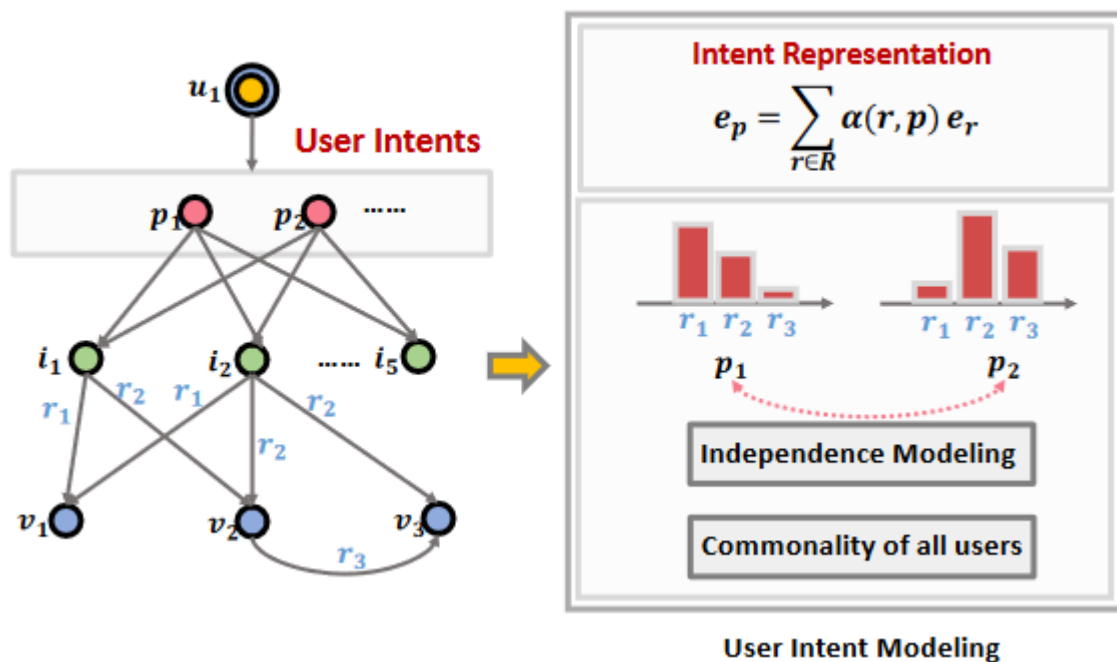 u₁
User Intents
p₁ p₂ ......
i₁ i₂ ...... i₅
r₁ r₂ r₁ r₂ r₂
v₁ v₂ v₃
r₃
Intent Representation
eₚ = ∑ α(r, p) eᵣ
r∈R
r₁ r₂ r₃
p₁
r₁ r₂ r₃
p₂
Independence Modeling
Commonality of all users
User Intent Modeling